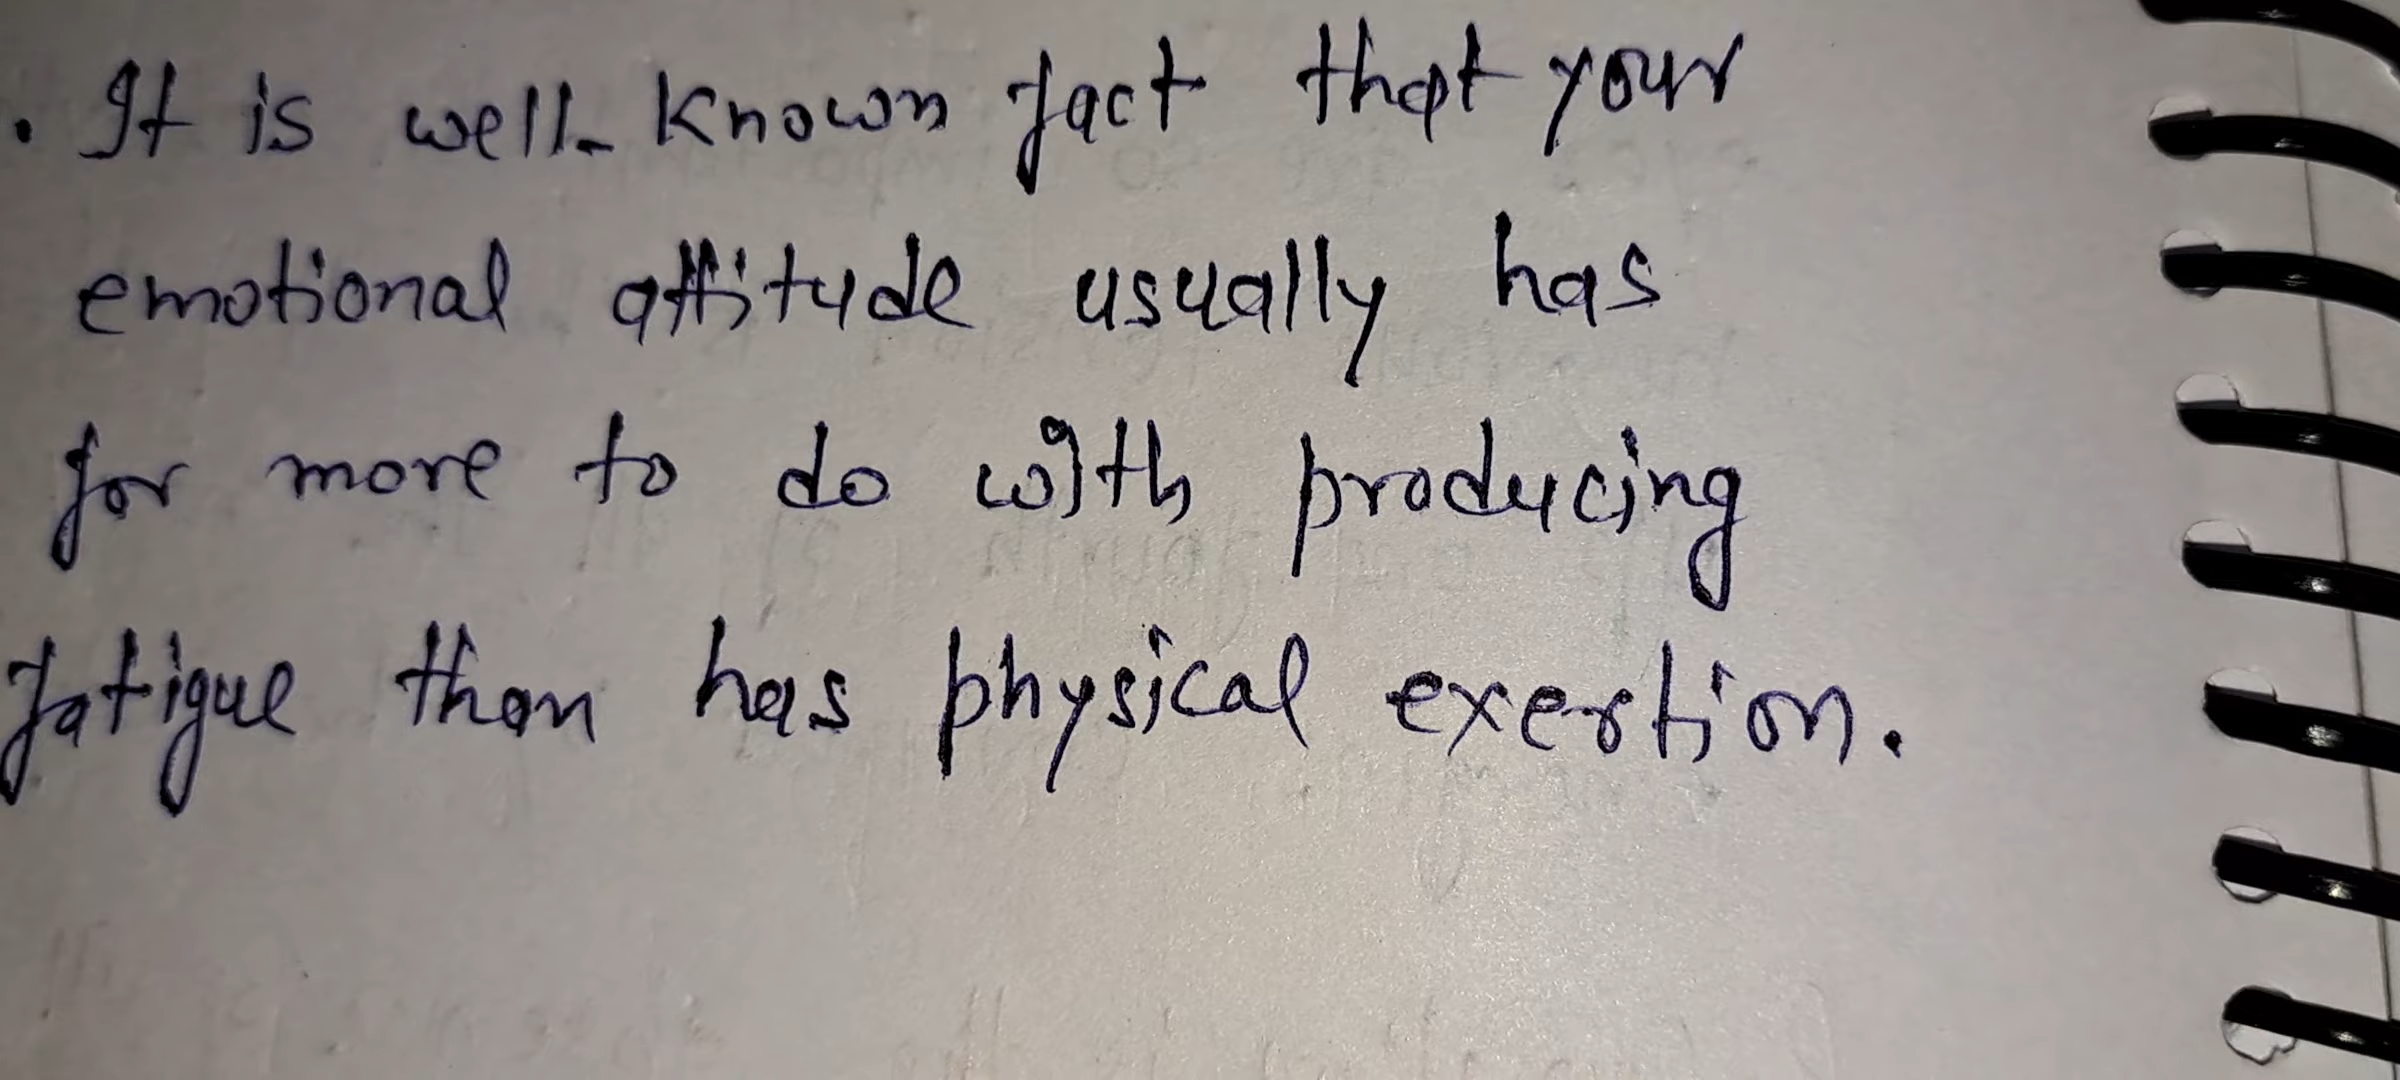 . It is well-known fact that your
emotional attitude usually has
for more to do with producing
fatigue than has physical exertion.